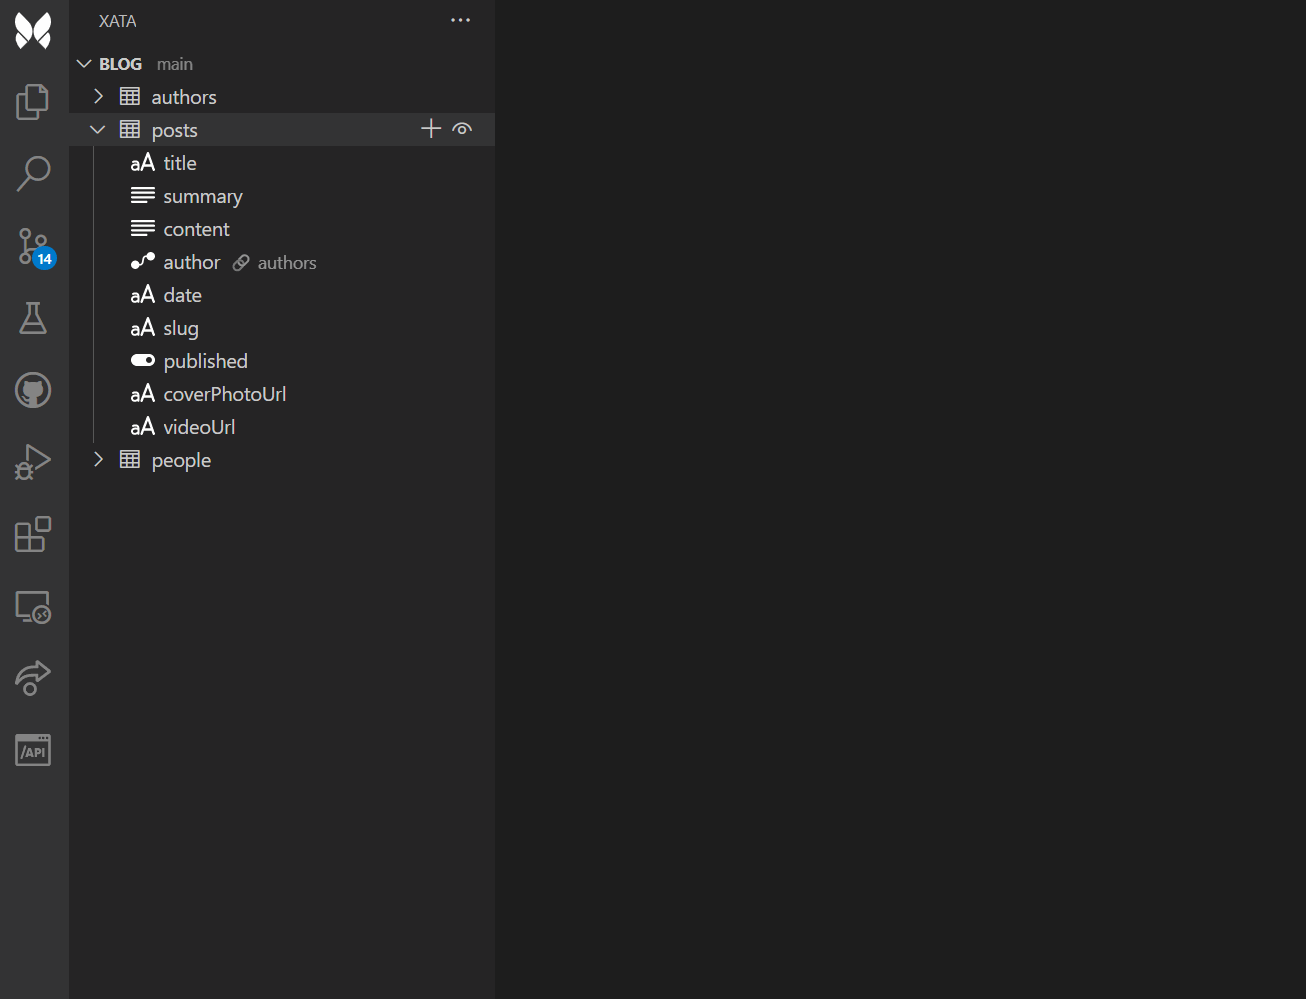 XATA
BLOG main
authors
posts
aA title
summary
content
author authors
aA date
14
aA slug
published
aA coverPhotoUrl
aA videoUrl
people
/API